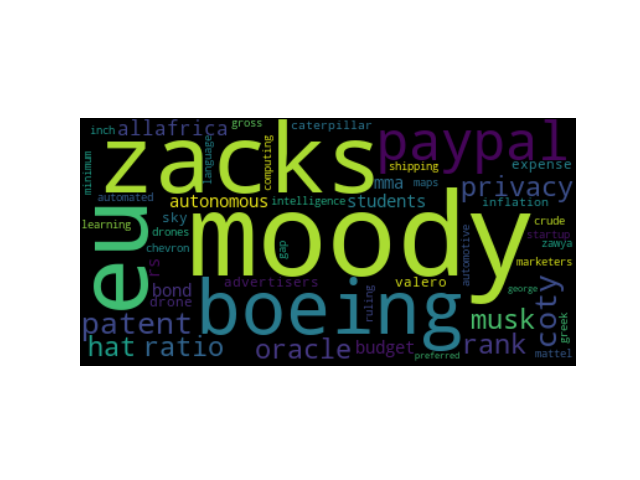 inch
allafrica
gross
caterpillar
paypal
zacks
language
computing
shipping
expense
minimum
mma
maps
privacy
automated
autonomous
intelligence
students
inflation
eu
moody
learning
sky
drones
crude
startup
chevron
gap
automotive
zawya
rs
marketers
bond
advertisers
valero
george
drone
boeing
ruling
coty
patent
musk
greek
hat
ratio
oracle
budget
preferred
rank
mattel